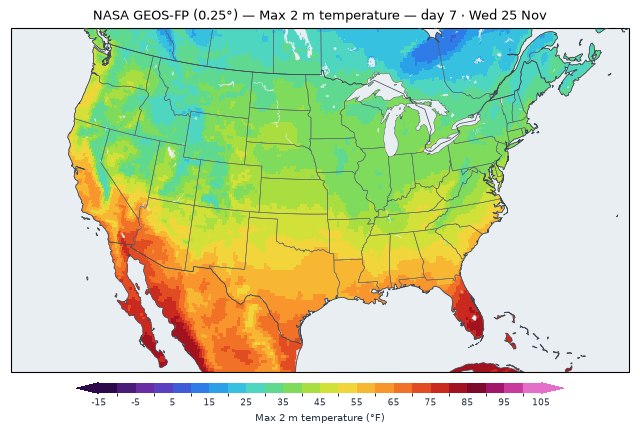 NASA GEOS-FP (0.25°) — Max 2 m temperature — day 7 · Wed 25 Nov
-15 -5 5 15 25 35 45 55 65 75 85 95 105
Max 2 m temperature (°F)